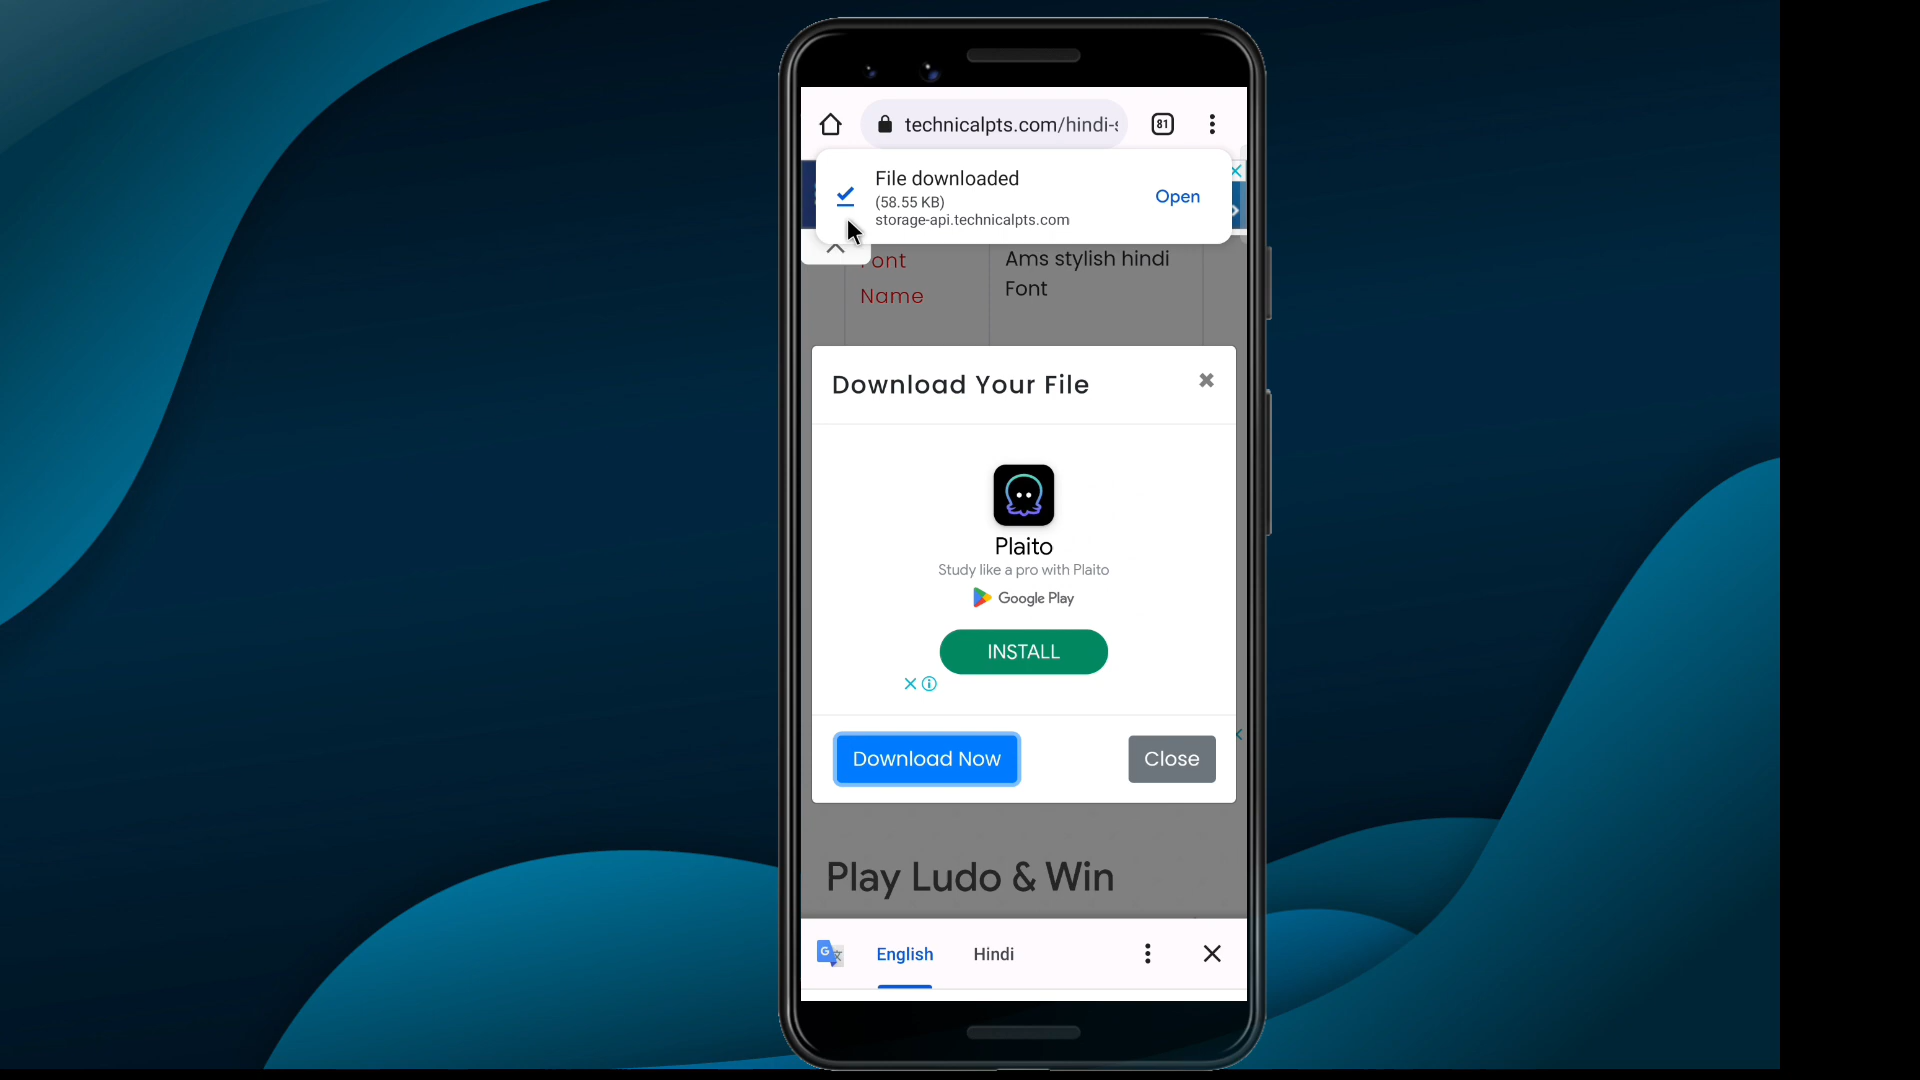 technicalpts.com/hindi-s
81
File downloaded
(58.55 KB)
storage-api.technicalpts.com
Open
Font
Name
Ams stylish hindi
Font
Download Your File
Plaito
Study like a pro with Plaito
Google Play
INSTALL
Download Now
Close
Play Ludo & Win
English
Hindi